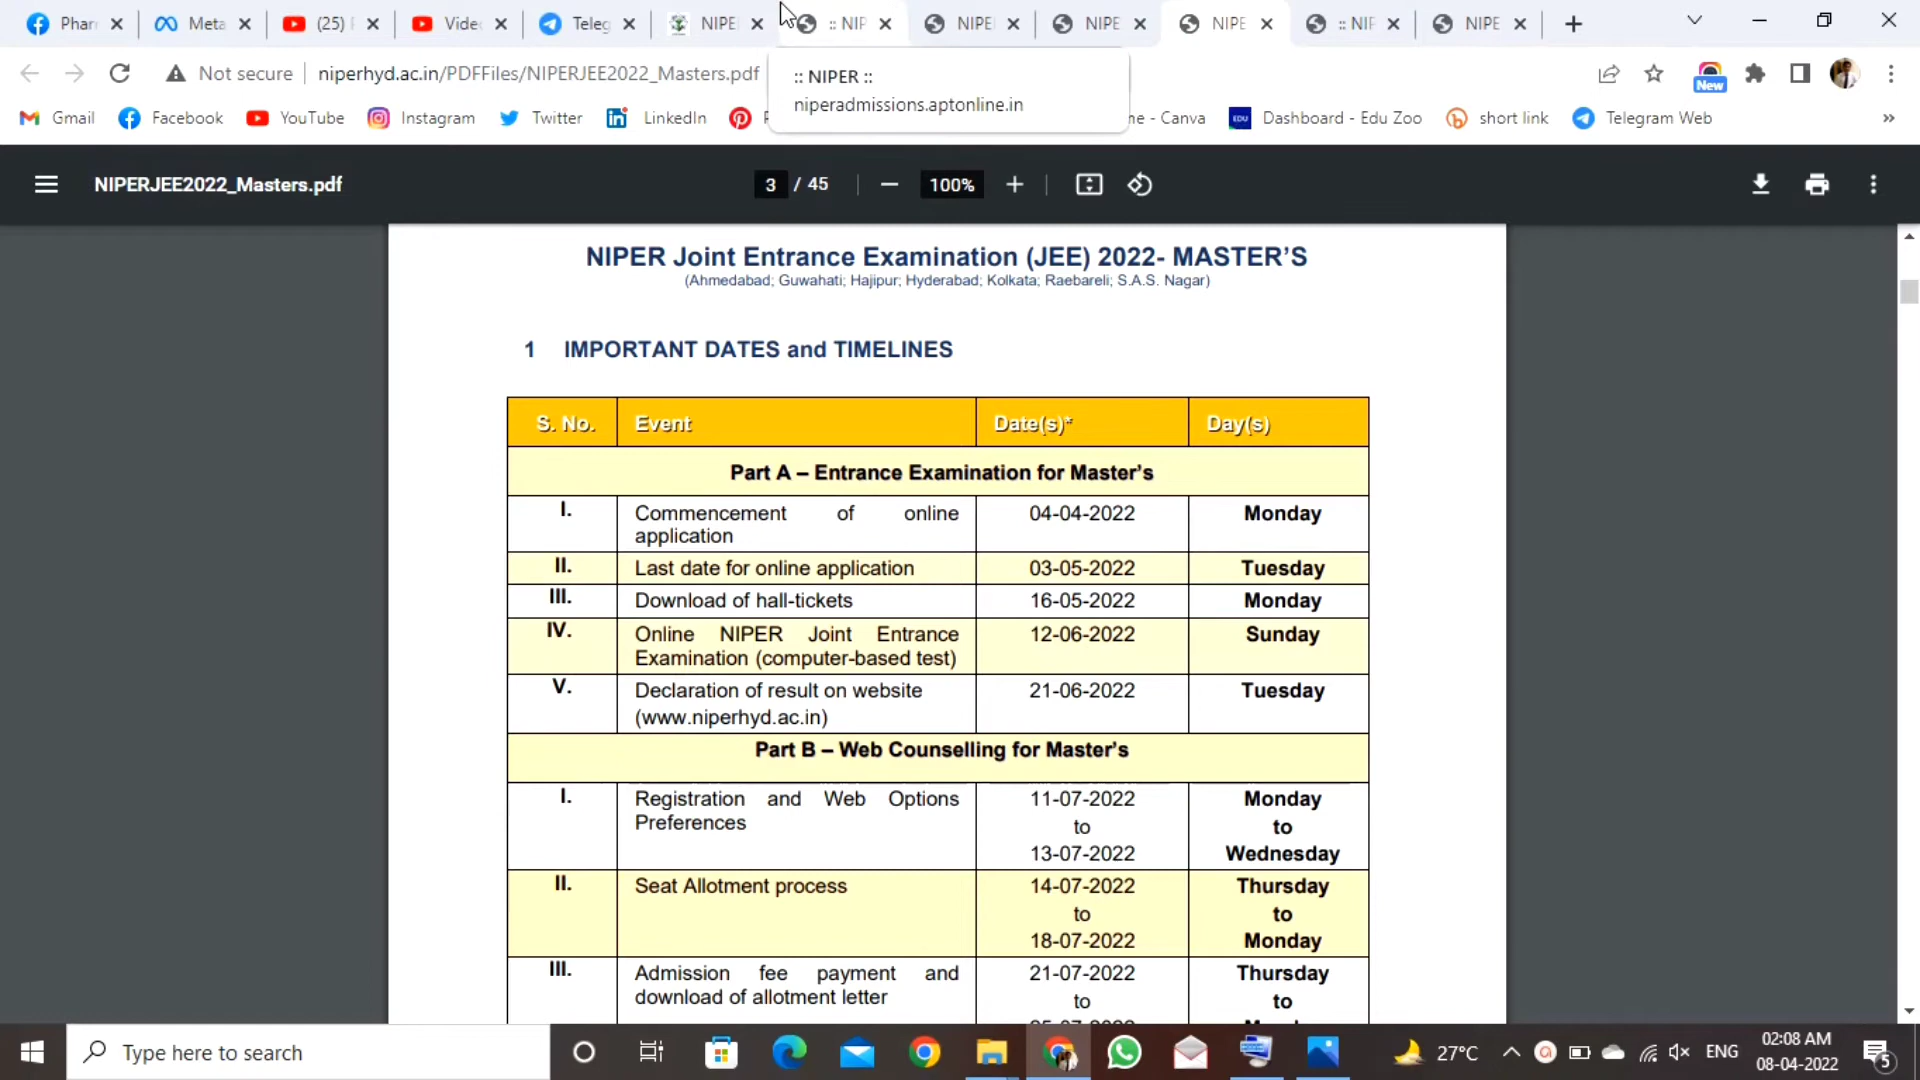 Phar
Meta
(25)
Vide
Teleg
NIPE
:: NIP
NIPE
NIPE
NIPE
:: NIP
NIPE
Not secure
niperhyd.ac.in/PDFFiles/NIPERJEE2022_Masters.pdf
:: NIPER ::
niperadmissions.aptonline.in
New
Gmail
Facebook
YouTube
Instagram
Twitter
LinkedIn
me - Canva
EDU
Dashboard - Edu Zoo
short link
Telegram Web
NIPERJEE2022_Masters.pdf
3 / 45
100%
NIPER Joint Entrance Examination (JEE) 2022- MASTER'S
(Ahmedabad; Guwahati; Hajipur; Hyderabad; Kolkata; Raebareli; S.A.S. Nagar)
1 IMPORTANT DATES and TIMELINES
S. No. Event Date(s)* Day(s)
Part A – Entrance Examination for Master's
I. Commencement of online 04-04-2022 Monday
application
II. Last date for online application 03-05-2022 Tuesday
III. Download of hall-tickets 16-05-2022 Monday
IV. Online NIPER Joint Entrance 12-06-2022 Sunday
Examination (computer-based test)
V. Declaration of result on website 21-06-2022 Tuesday
(www.niperhyd.ac.in)
Part B – Web Counselling for Master's
I. Registration and Web Options 11-07-2022 Monday
Preferences to to
13-07-2022 Wednesday
II. Seat Allotment process 14-07-2022 Thursday
to to
18-07-2022 Monday
III. Admission fee payment and 21-07-2022 Thursday
download of allotment letter to to
Type here to search
27°C
ENG
02:08 AM
08-04-2022
5